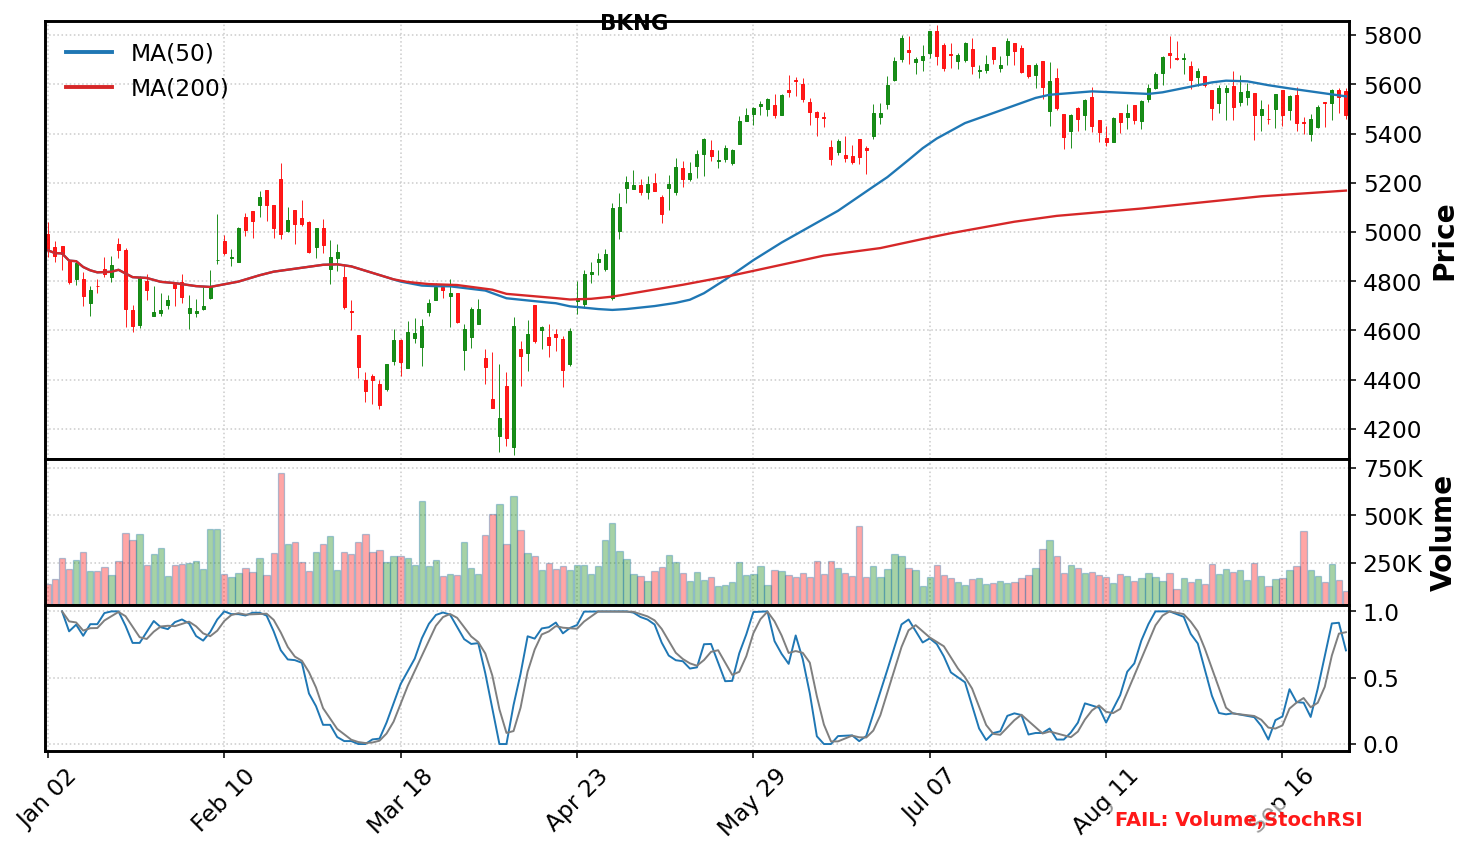 BKNG
MA(50)
MA(200)
5800
5600
5400
5200
5000
4800
4600
4400
4200
Price
750K
500K
250K
Volume
1.0
0.5
0.0
Jan 02
Feb 10
Mar 18
Apr 23
May 29
Jul 07
Aug 11
Sep 16
FAIL: Volume,StochRSI